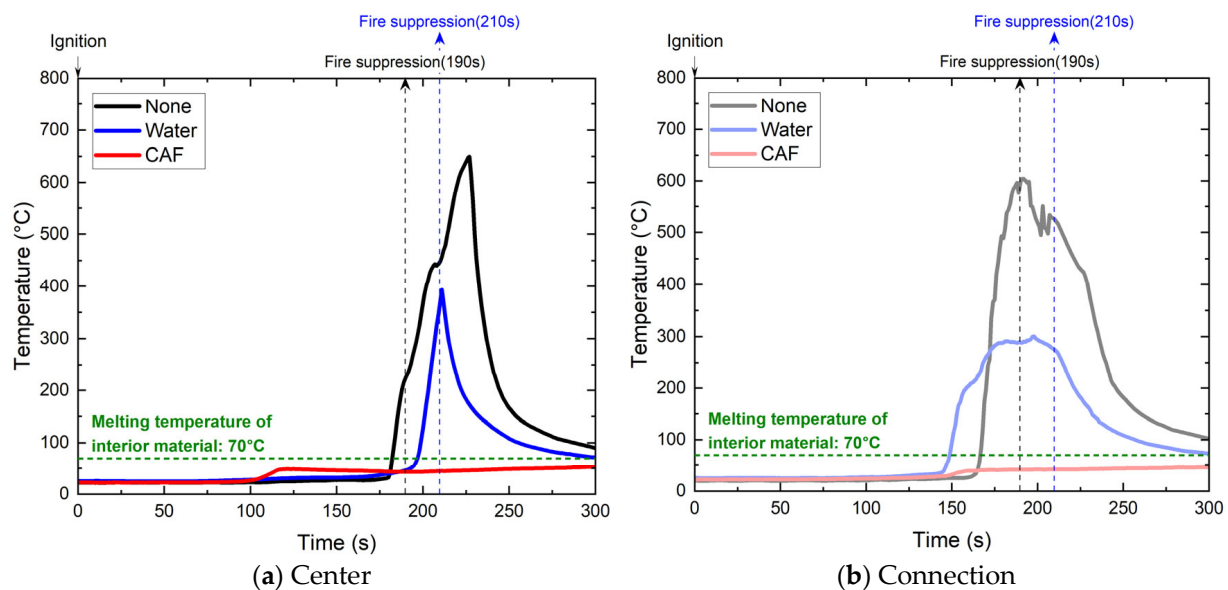 Fire suppression(210s)
Ignition
Fire suppression(190s)
800
700
600
500
400
300
200
100
0
Temperature (°C)
None
Water
CAF
Melting temperature of
interior material: 70°C
0
50
100
150
200
250
300
Time (s)
(a) Center
Fire suppression(210s)
Ignition
Fire suppression(190s)
800
700
600
500
400
300
200
100
0
Temperature (°C)
None
Water
CAF
Melting temperature of
interior material: 70°C
0
50
100
150
200
250
300
Time (s)
(b) Connection